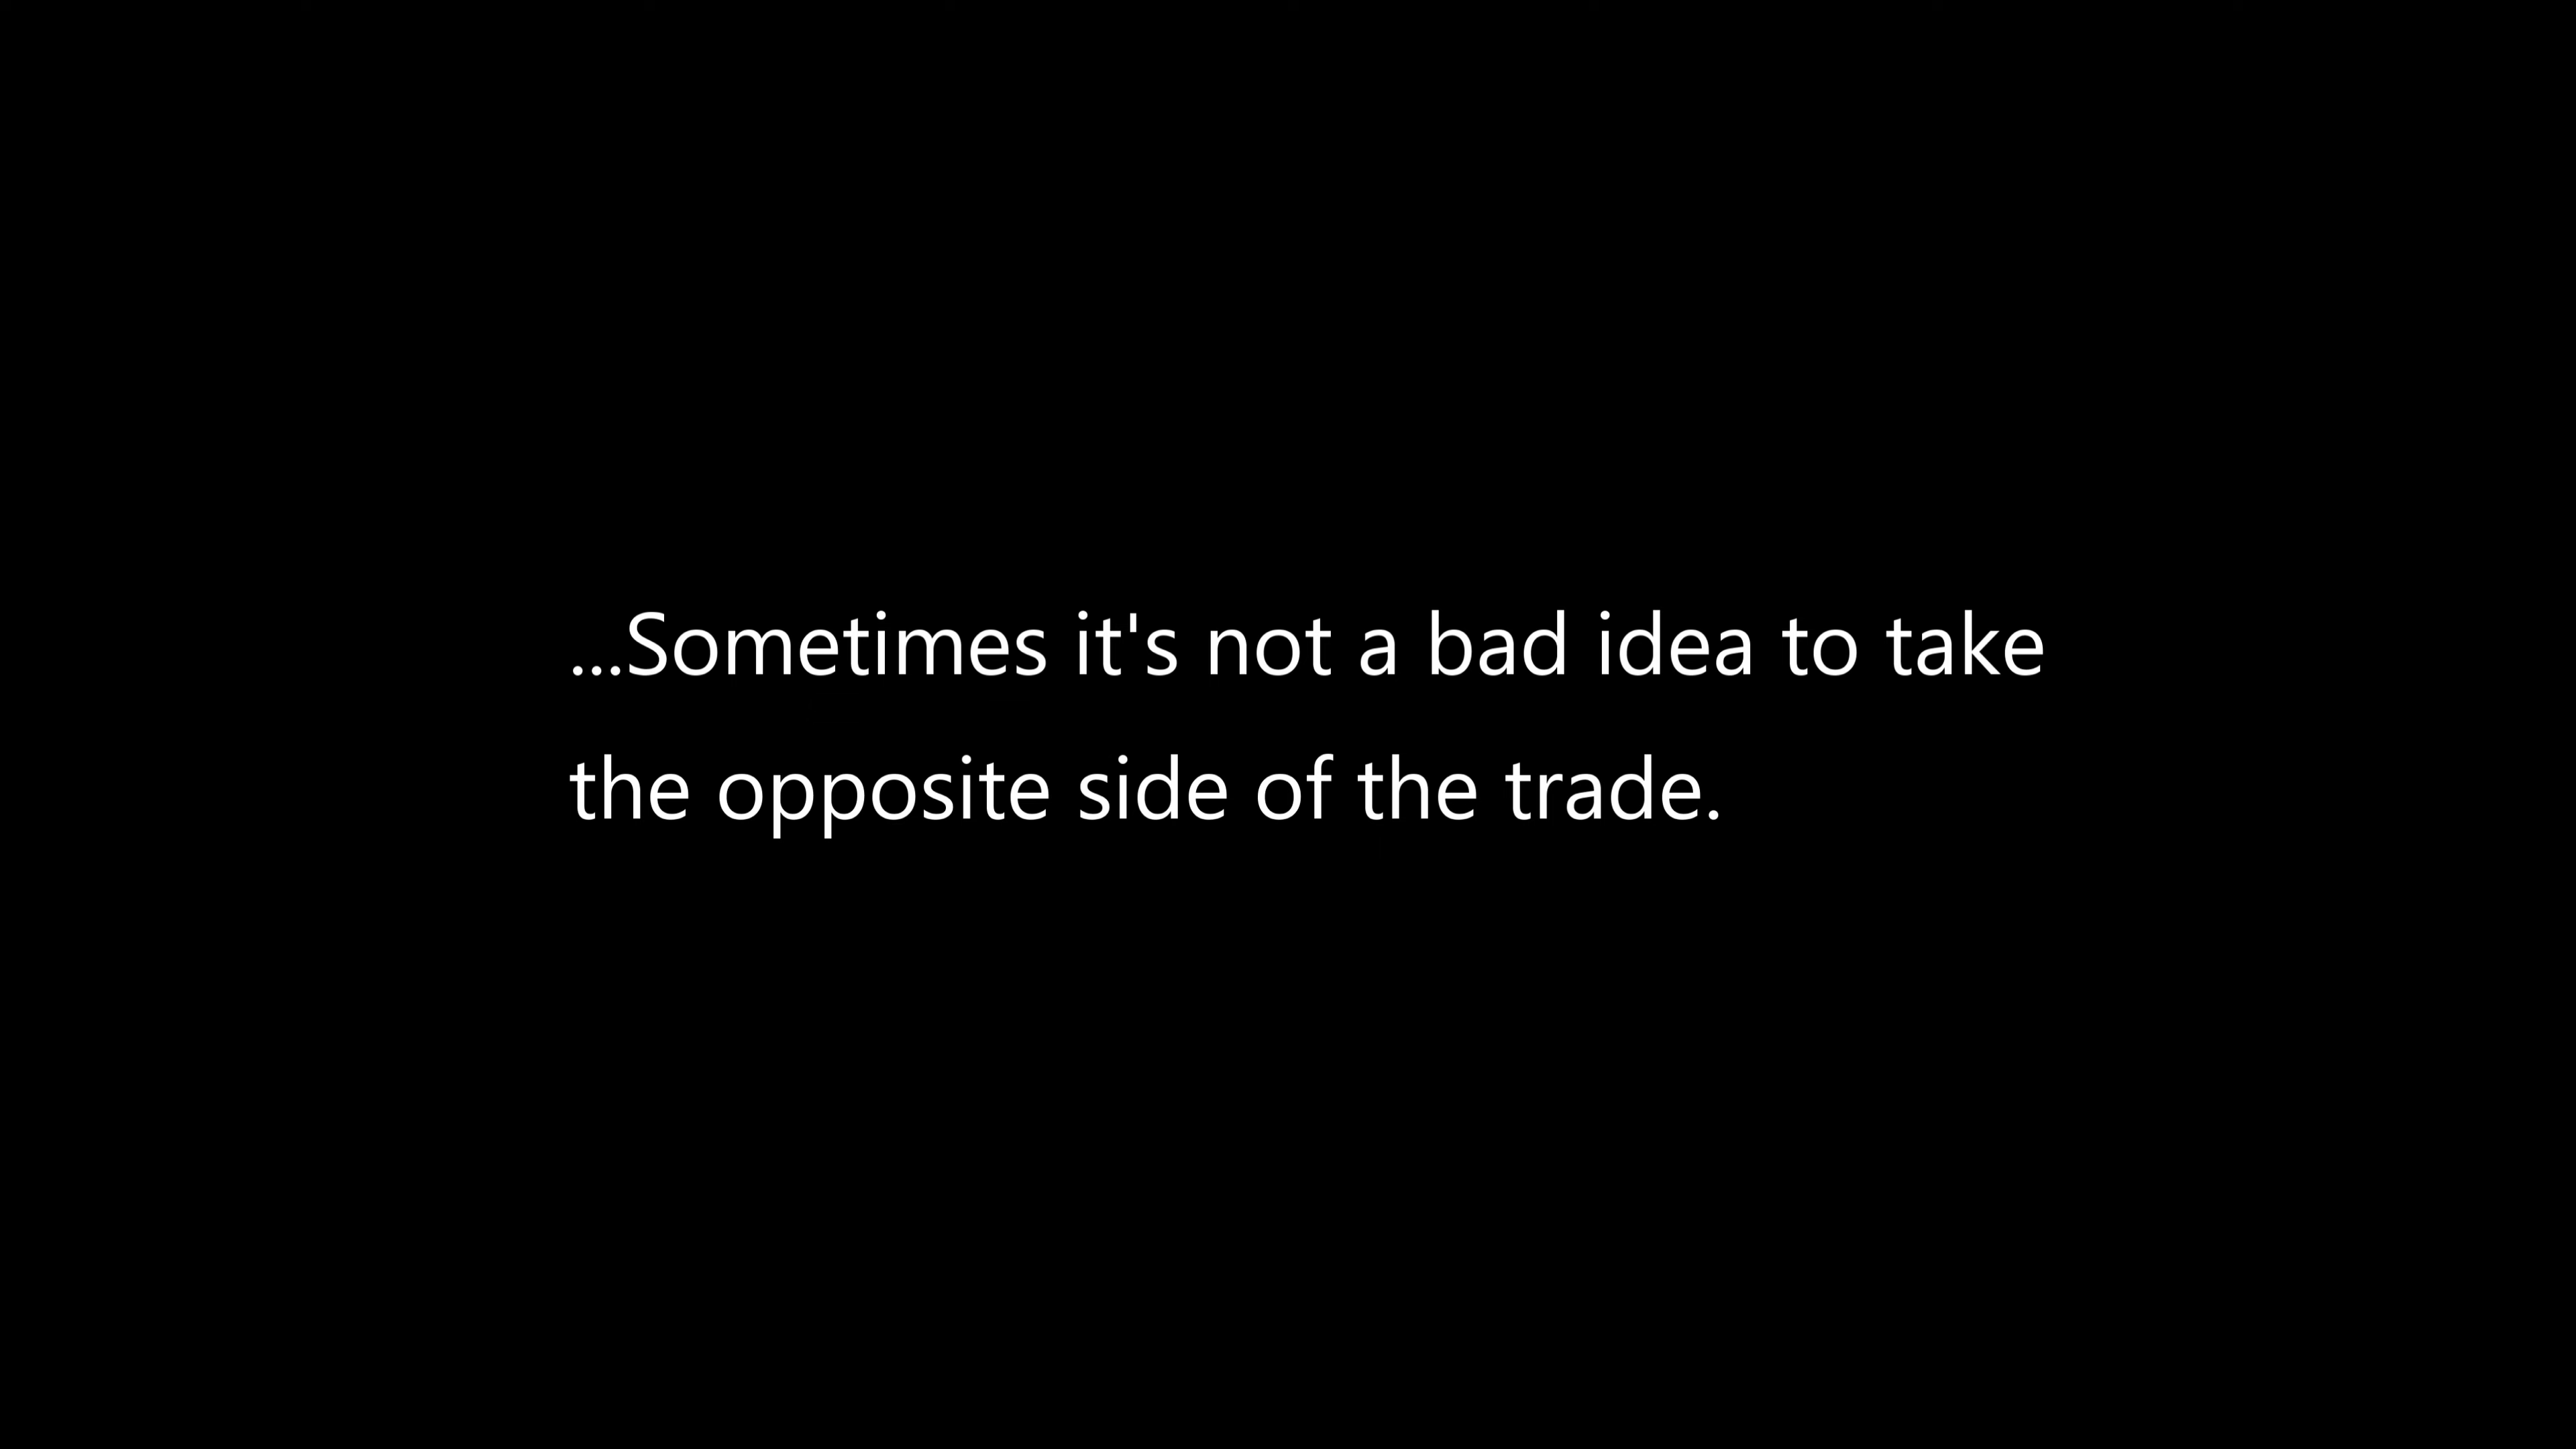 ...Sometimes it's not a bad idea to take
the opposite side of the trade.